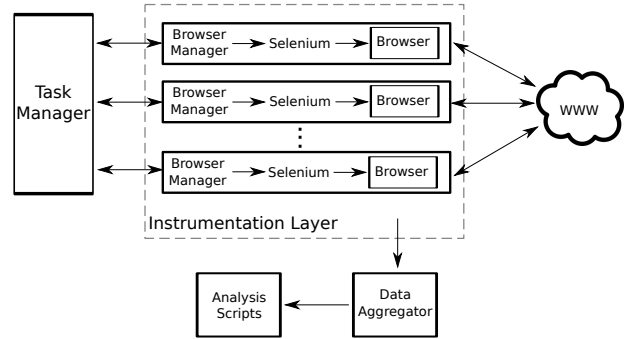 Task
Manager
Browser
Manager
Selenium
Browser
Browser
Manager
Selenium
Browser
Browser
Manager
Selenium
Browser
WWW
Instrumentation Layer
Analysis
Scripts
Data
Aggregator